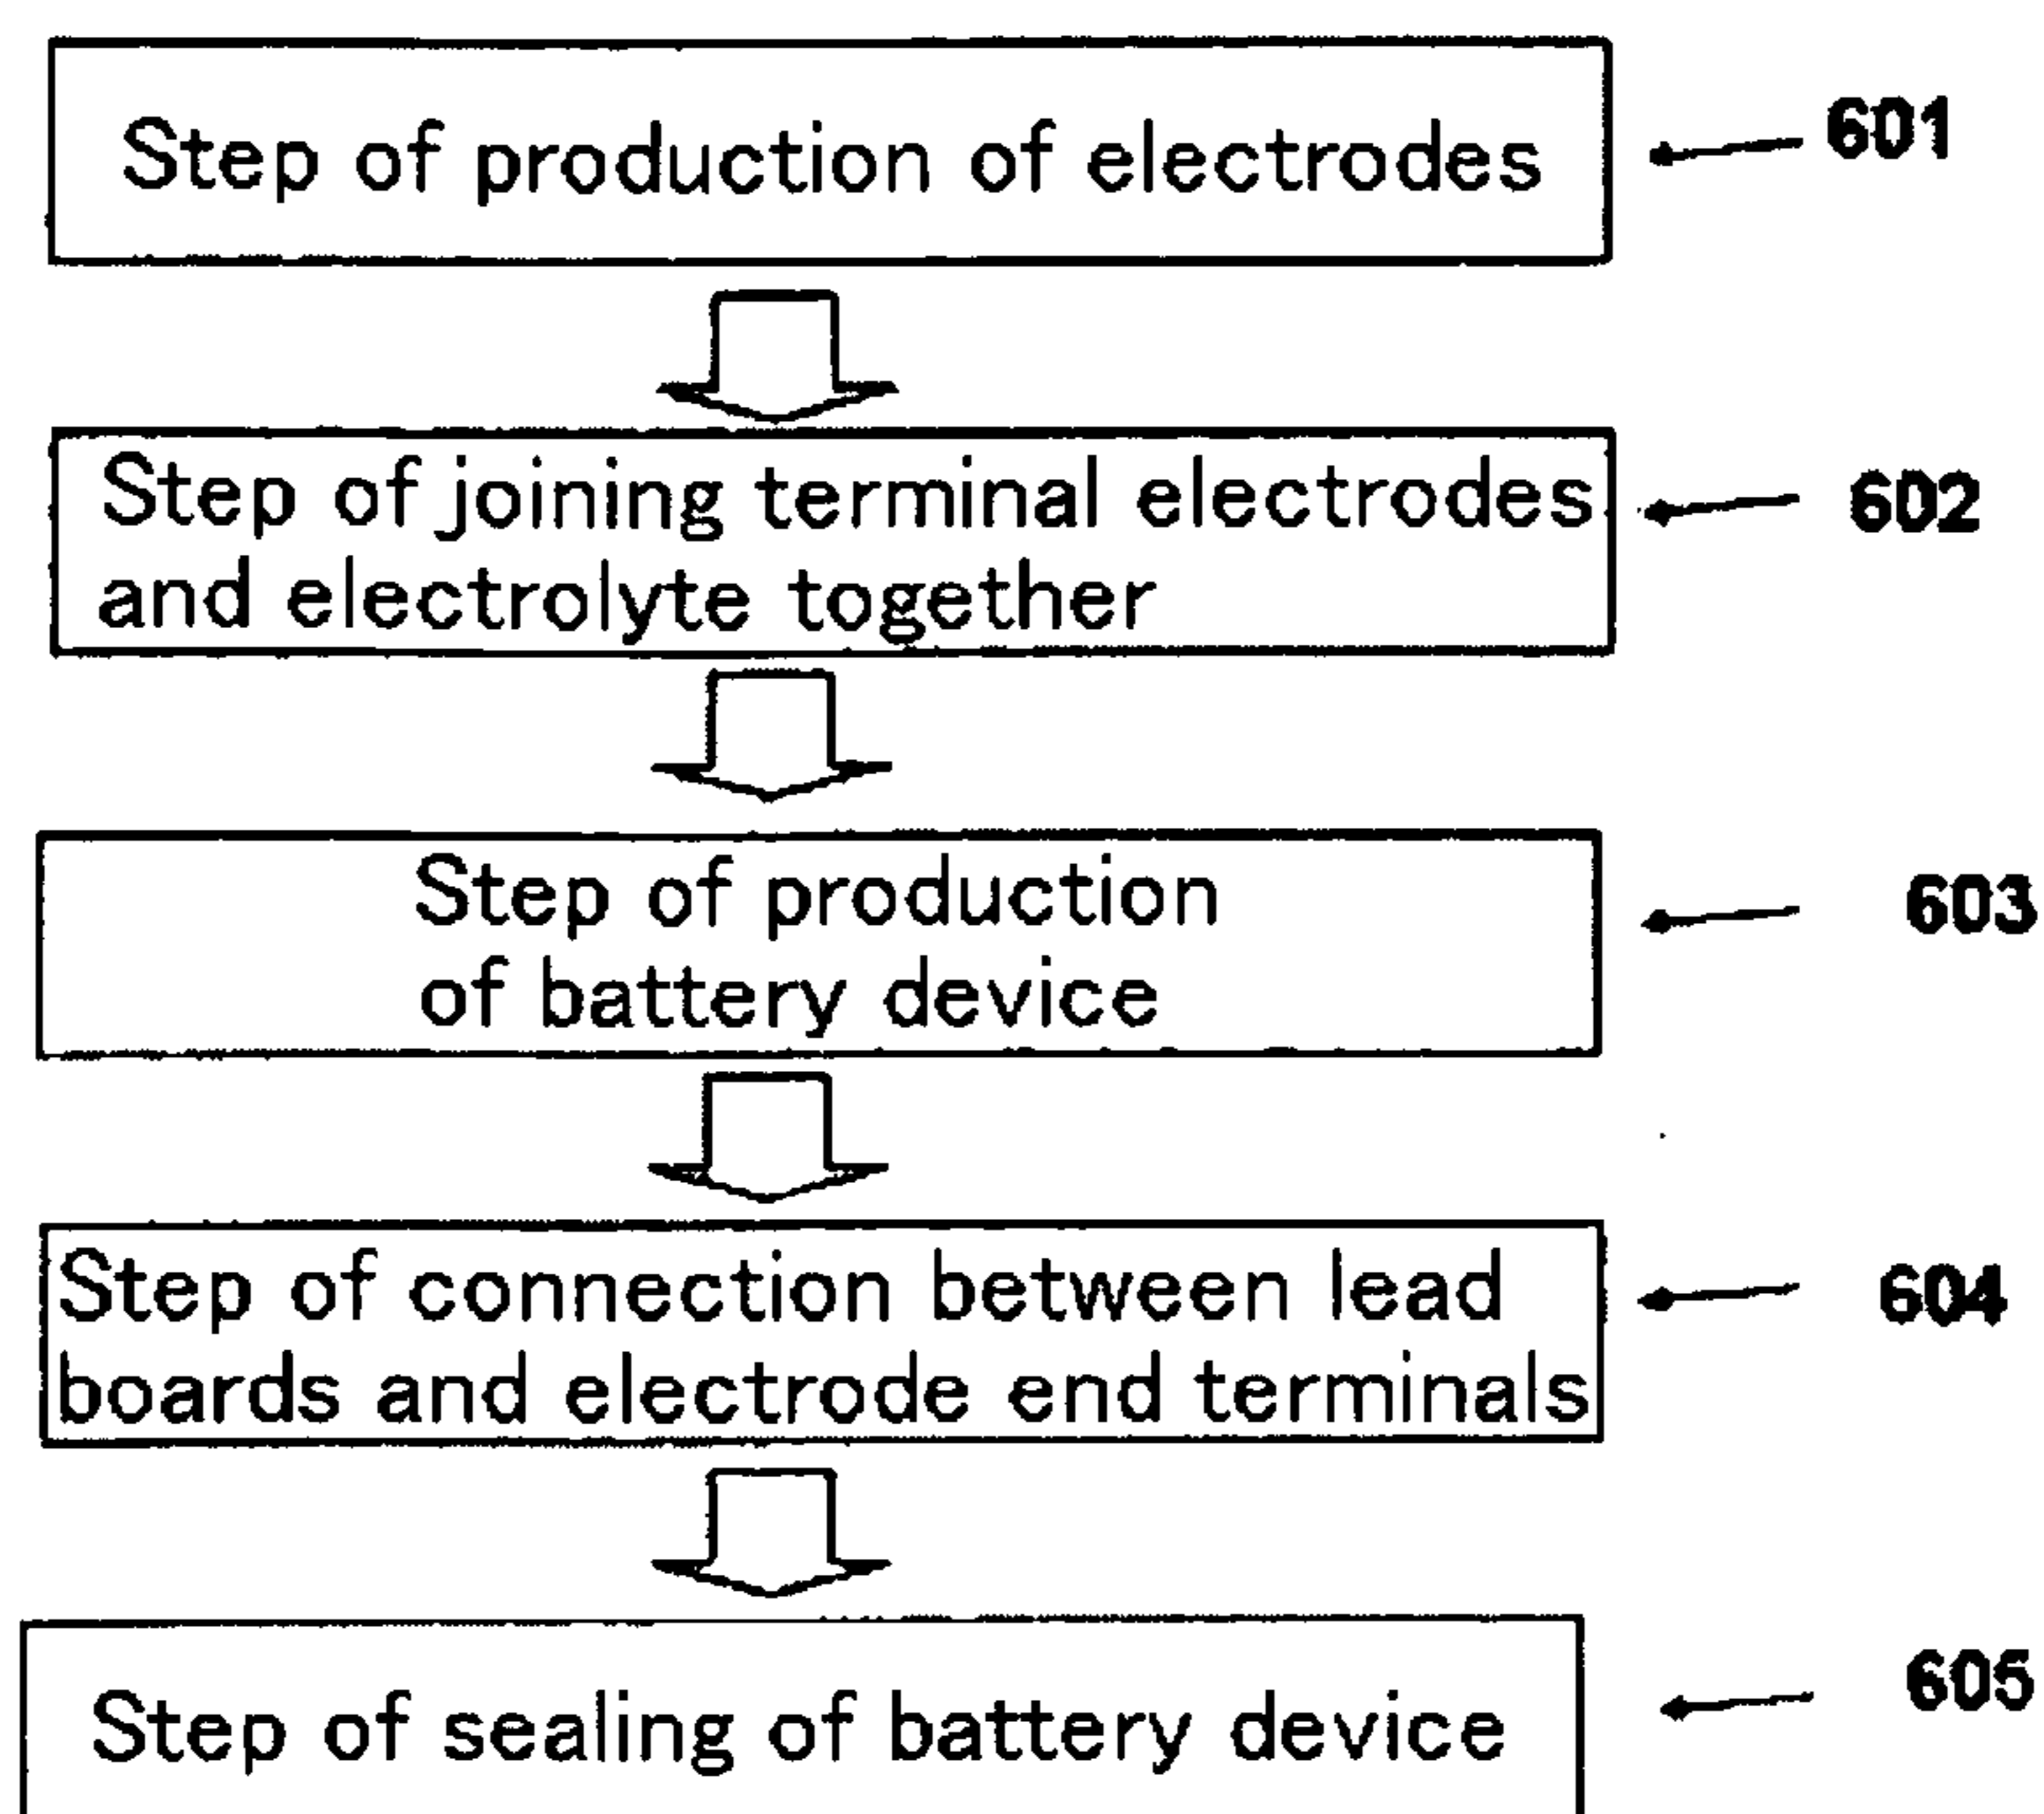 Step of production of electrodes
601
Step of joining terminal electrodes
and electrolyte together
602
Step of production
of battery device
603
Step of connection between lead
boards and electrode end terminals
604
Step of sealing of battery device
605